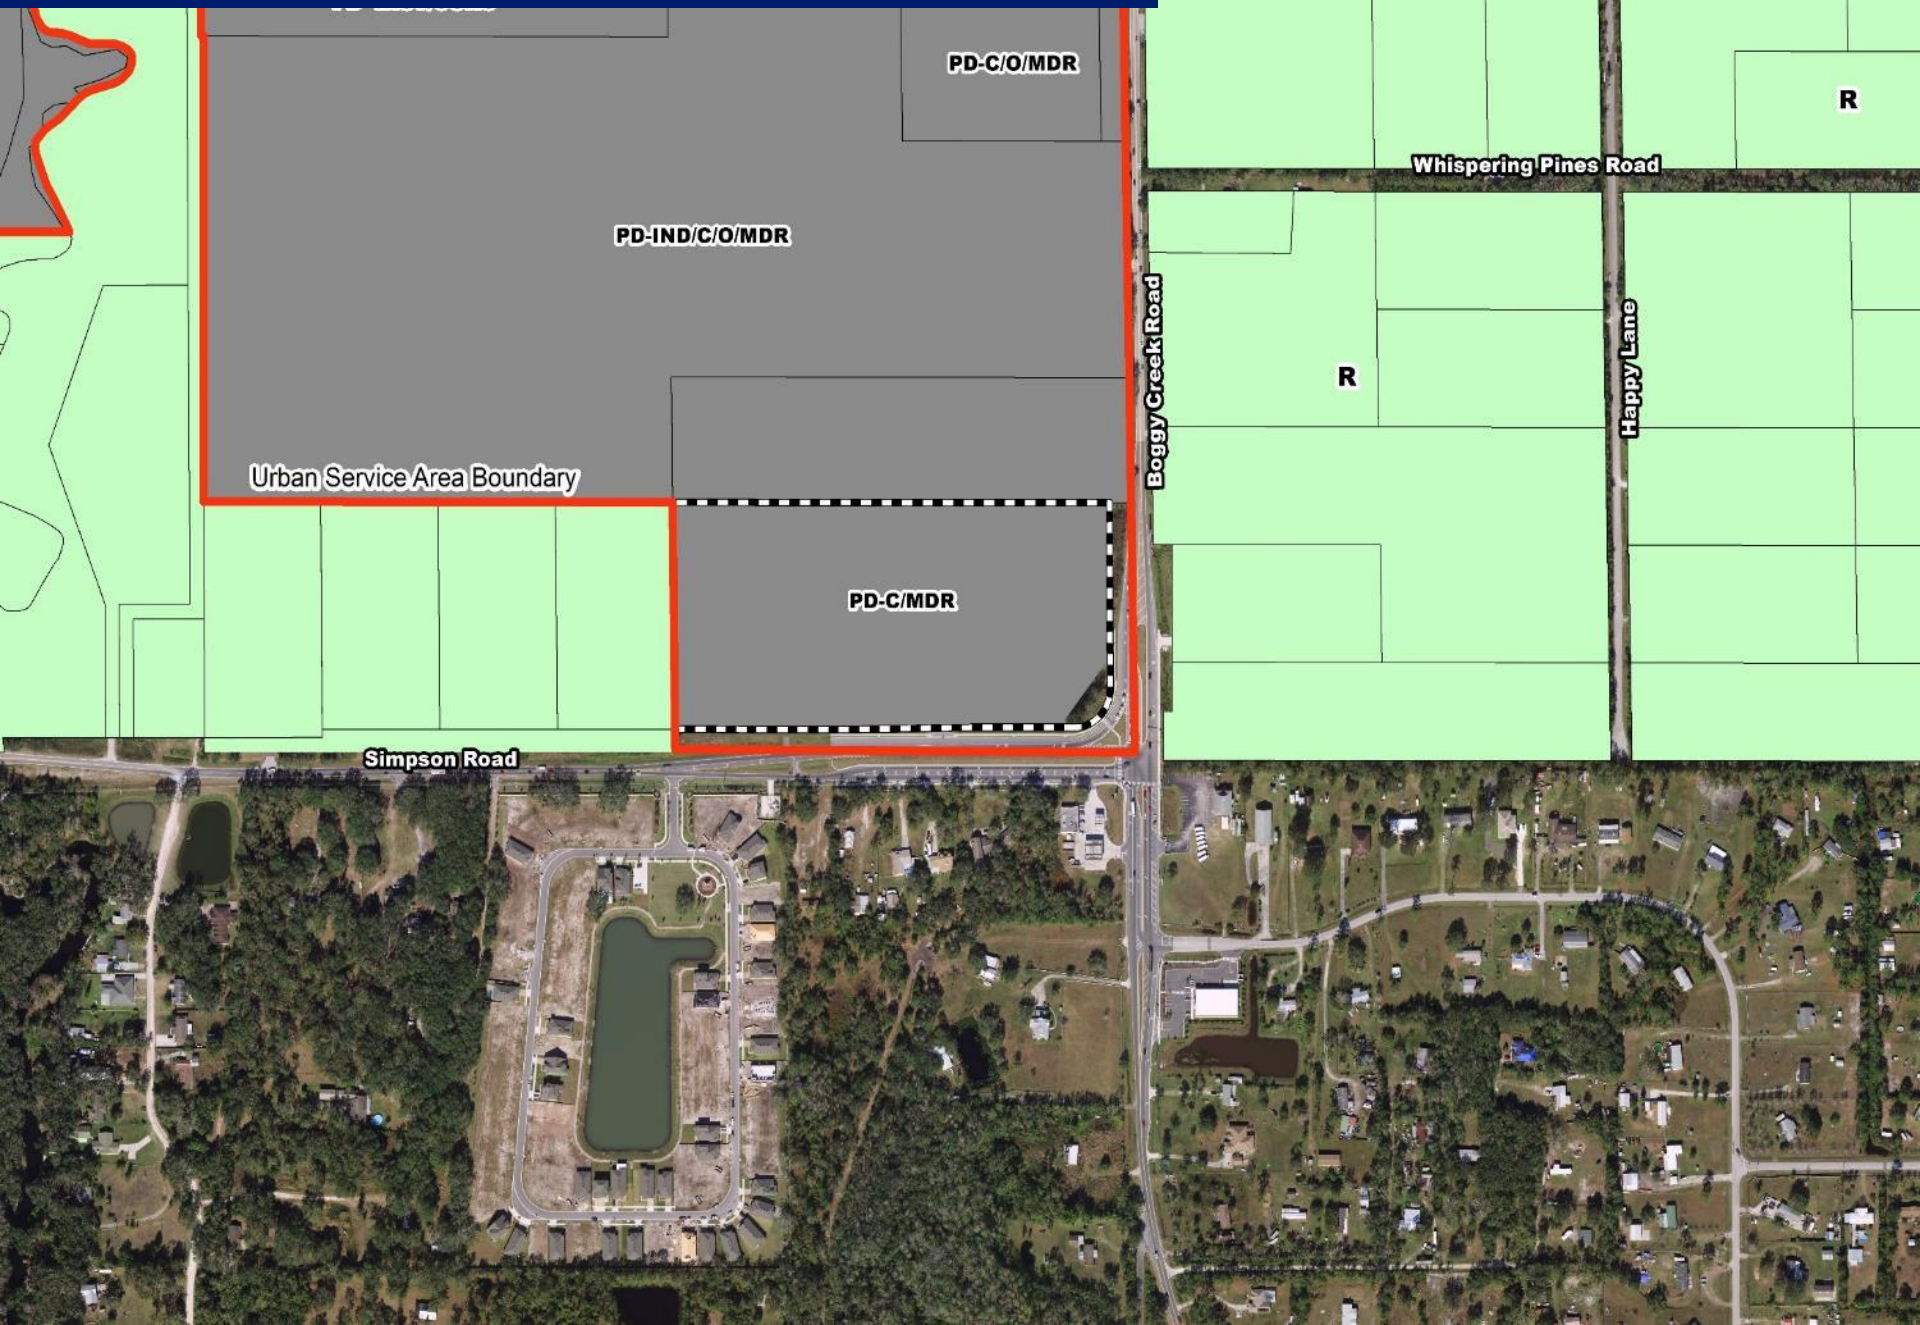 PD-C/O/MDR
R
Whispering Pines Road
PD-IND/C/O/MDR
Boggy Creek Road
Happy Lane
R
Urban Service Area Boundary
PD-C/MDR
Simpson Road